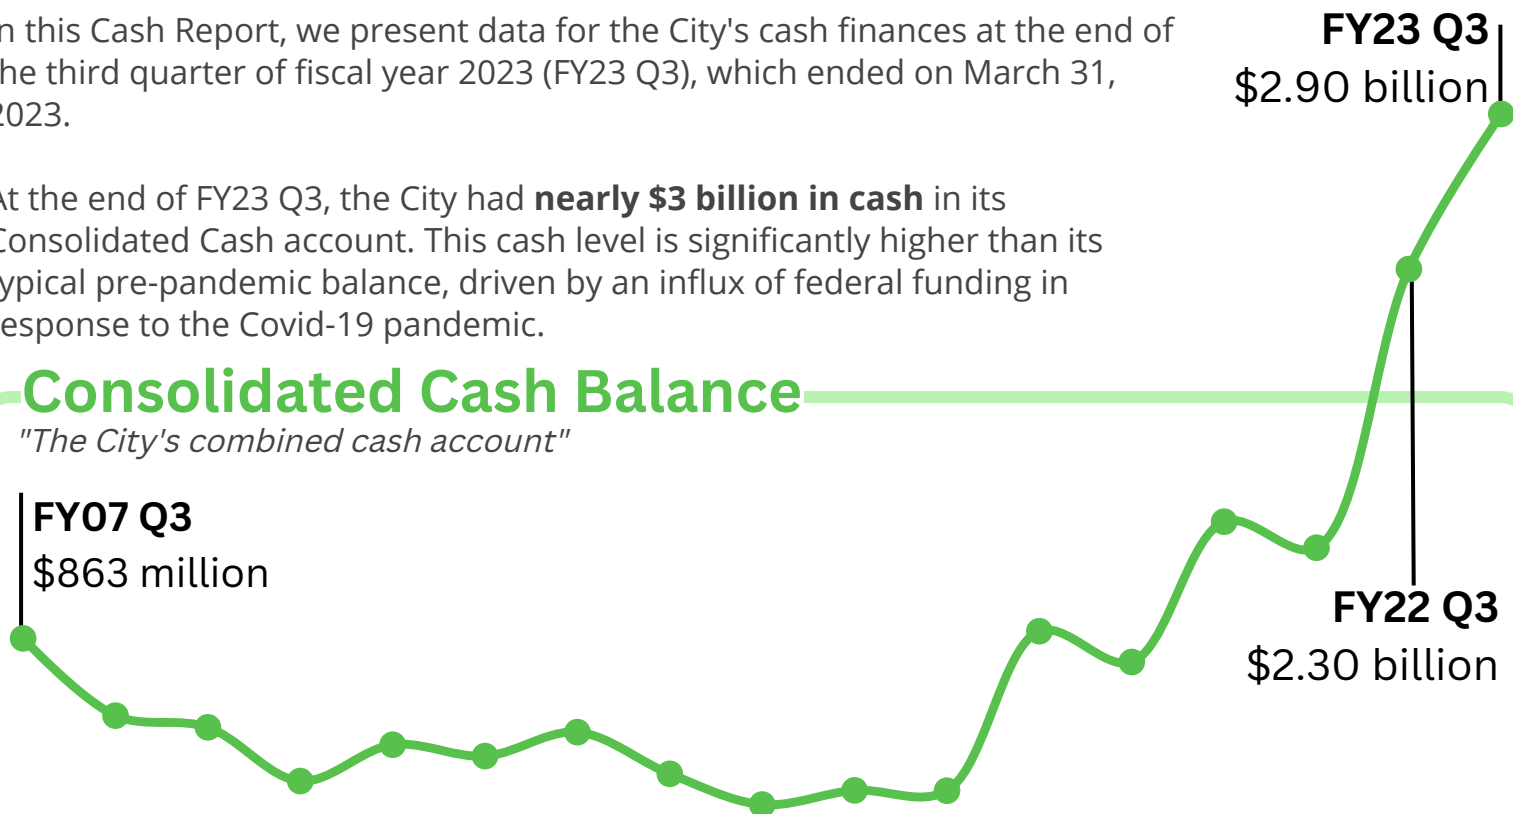 n this Cash Report, we present data for the City's cash finances at the end of
he third quarter of fiscal year 2023 (FY23 Q3), which ended on March 31,
2023.
At the end of FY23 Q3, the City had nearly $3 billion in cash in its
Consolidated Cash account. This cash level is significantly higher than its
ypical pre-pandemic balance, driven by an influx of federal funding in
esponse to the Covid-19 pandemic.
FY23 Q3
$2.90 billion
Consolidated Cash Balance
"The City's combined cash account"
FY07 Q3
$863 million
FY22 Q3
$2.30 billion